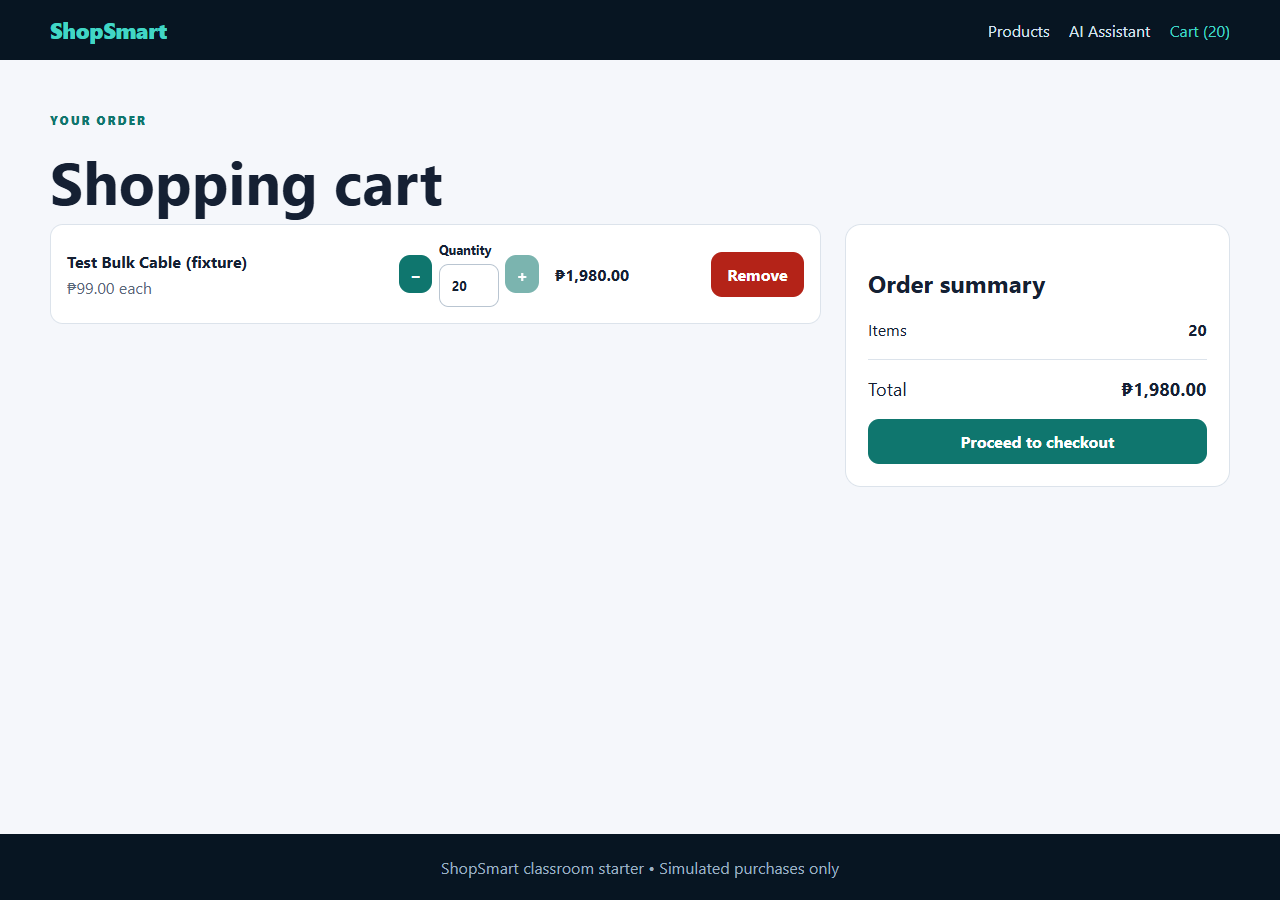 ShopSmart
Products AI Assistant Cart (20)
YOUR ORDER
Shopping cart
Test Bulk Cable (fixture)
₱99.00 each
−
Quantity
20
+
₱1,980.00
Remove
Order summary
Items 20
Total ₱1,980.00
Proceed to checkout
ShopSmart classroom starter • Simulated purchases only